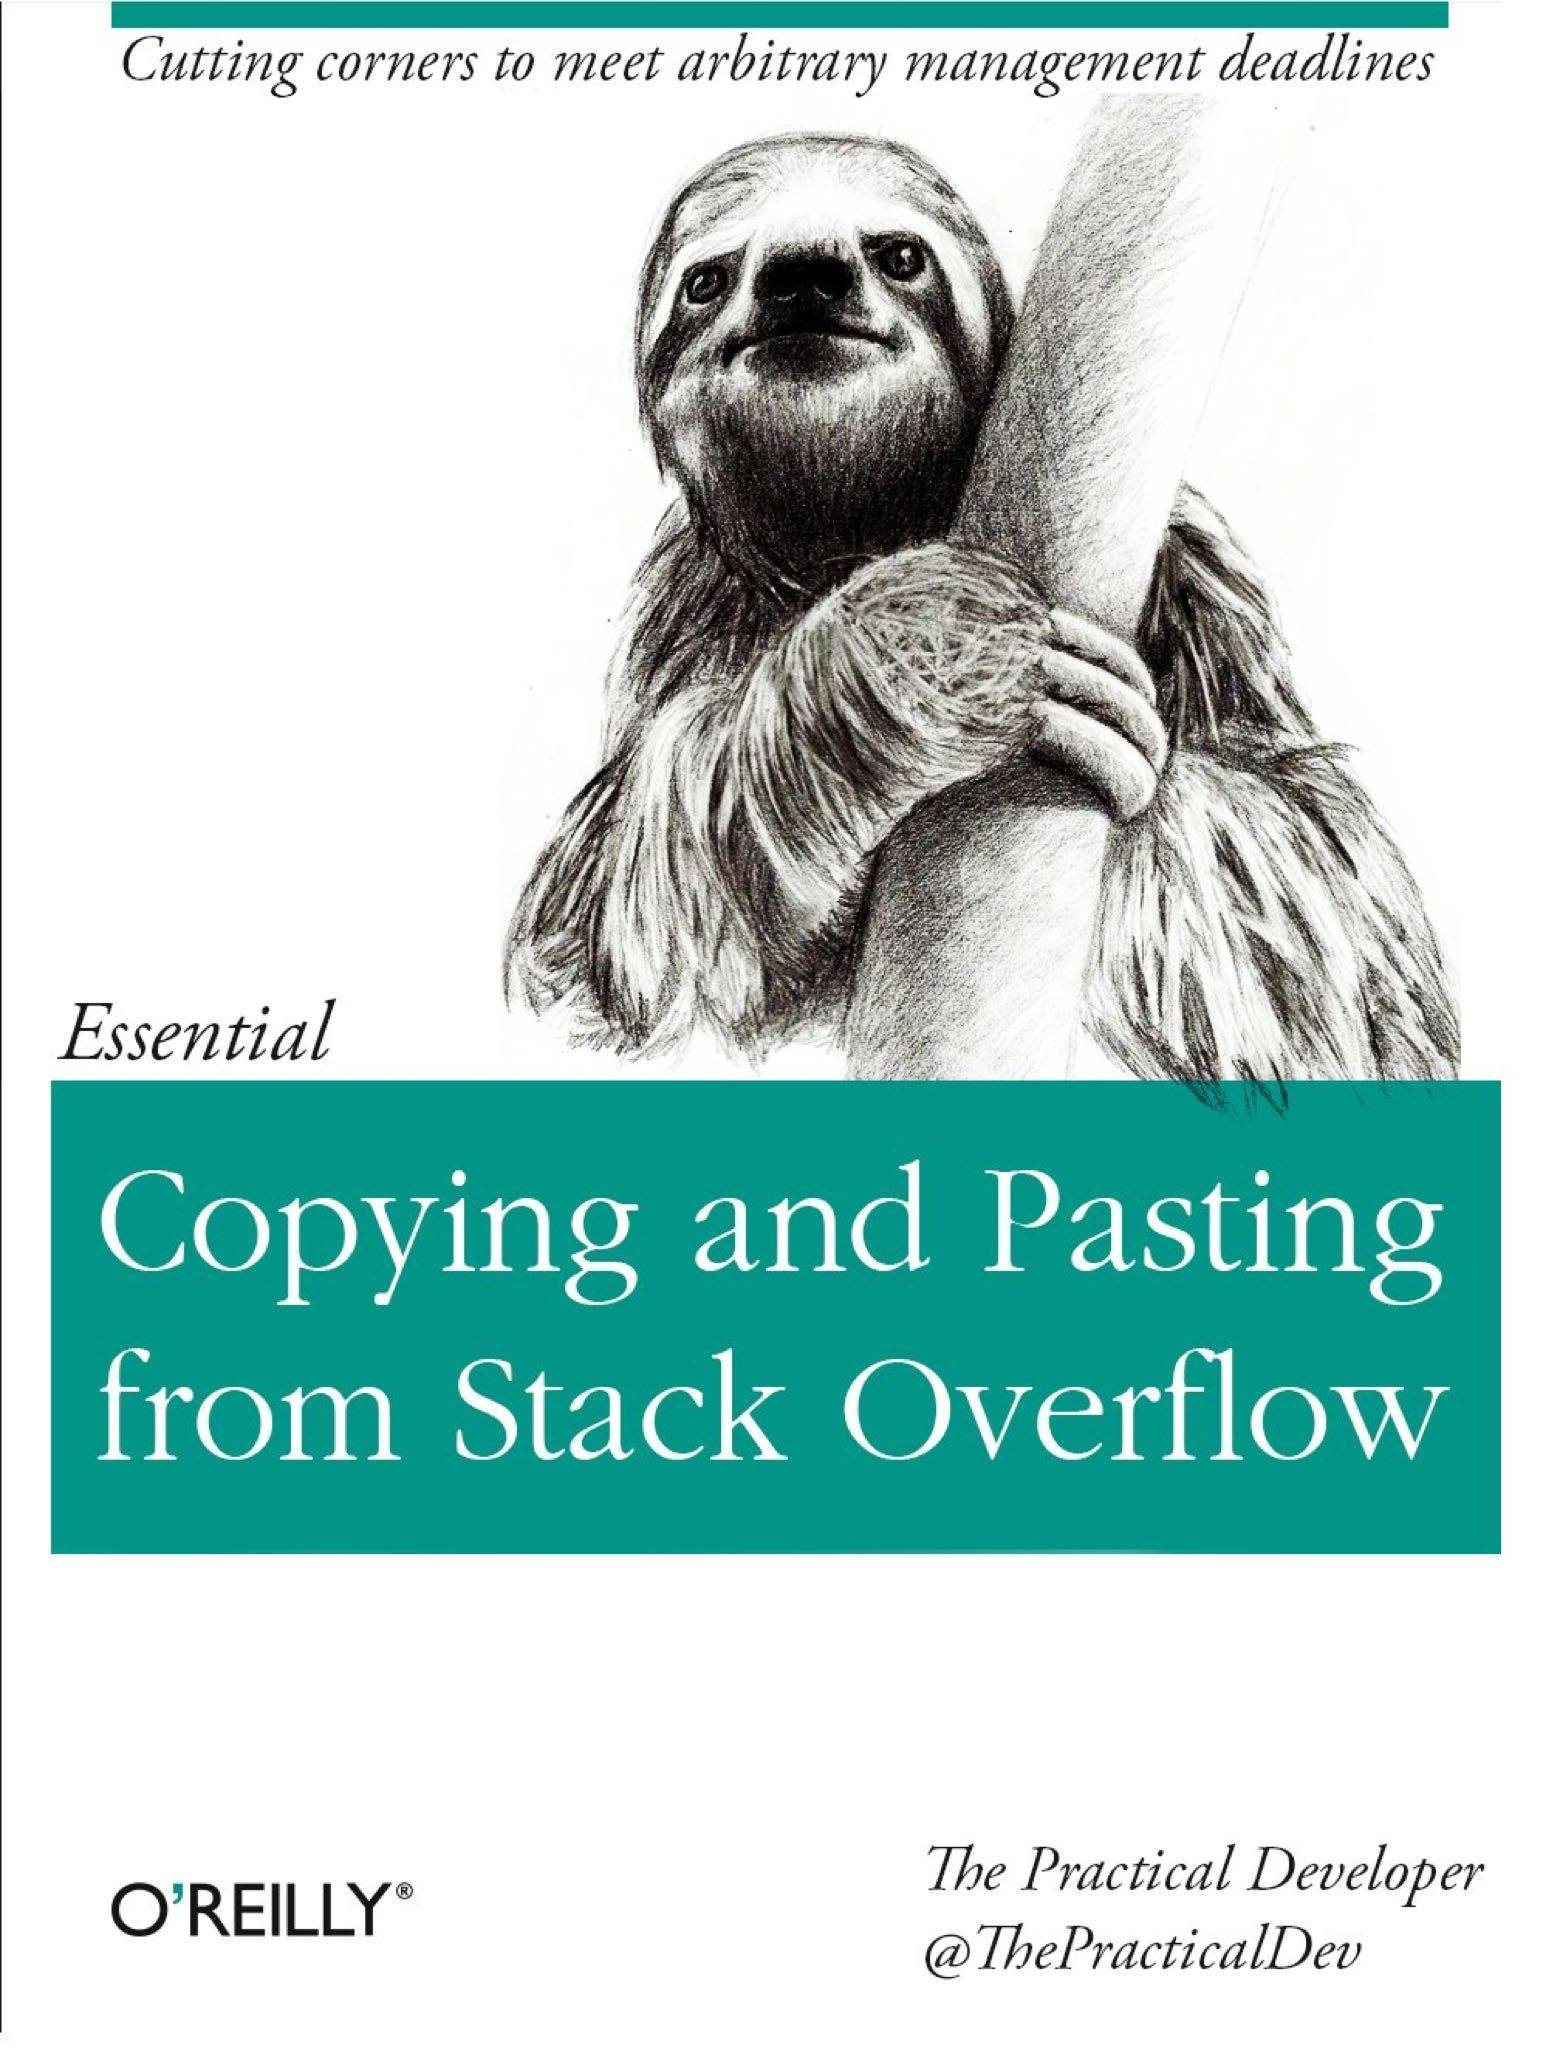 Cutting corners to meet arbitrary management deadlines
Essential
Copying and Pasting
from Stack Overflow
O'REILLY®
The Practical Developer
@ThePracticalDev